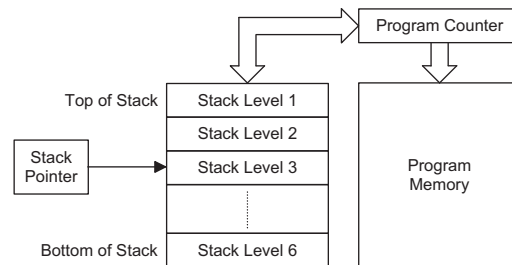 Program Counter
Top of Stack
Stack Level 1
Stack Level 2
Stack
Pointer
Stack Level 3
Program
Memory
Bottom of Stack
Stack Level 6